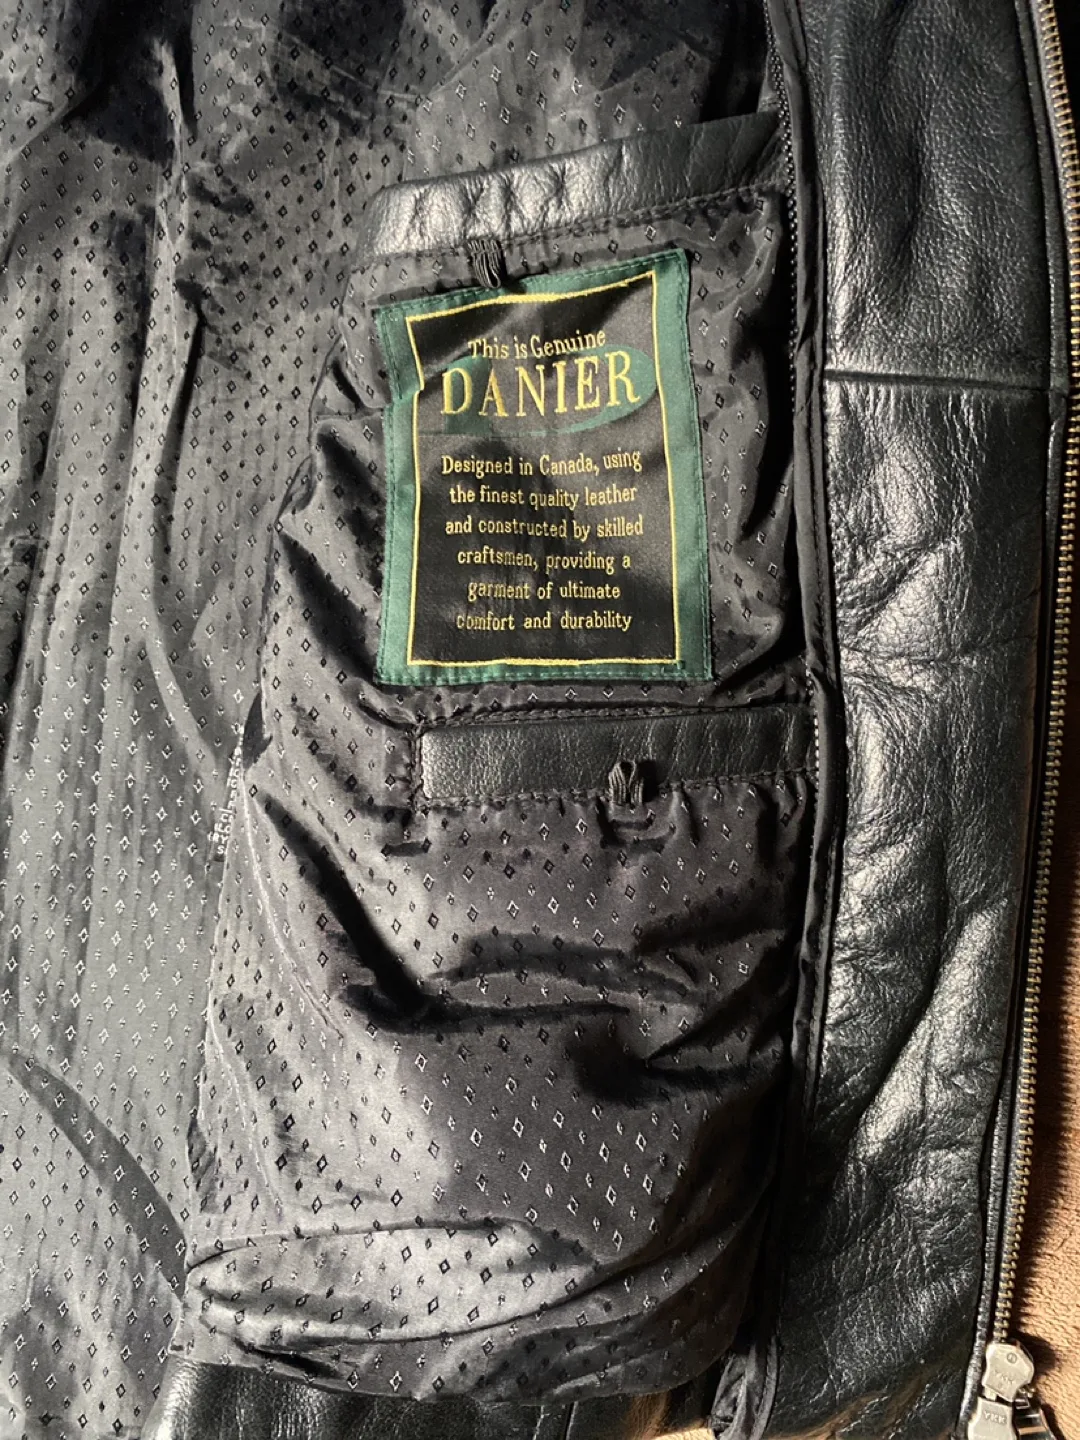 This is Genuine
DANIER
Designed in Canada, using
the finest quality leather
and constructed by skilled
craftsmen, providing a
garment of ultimate
comfort and durability
YKK